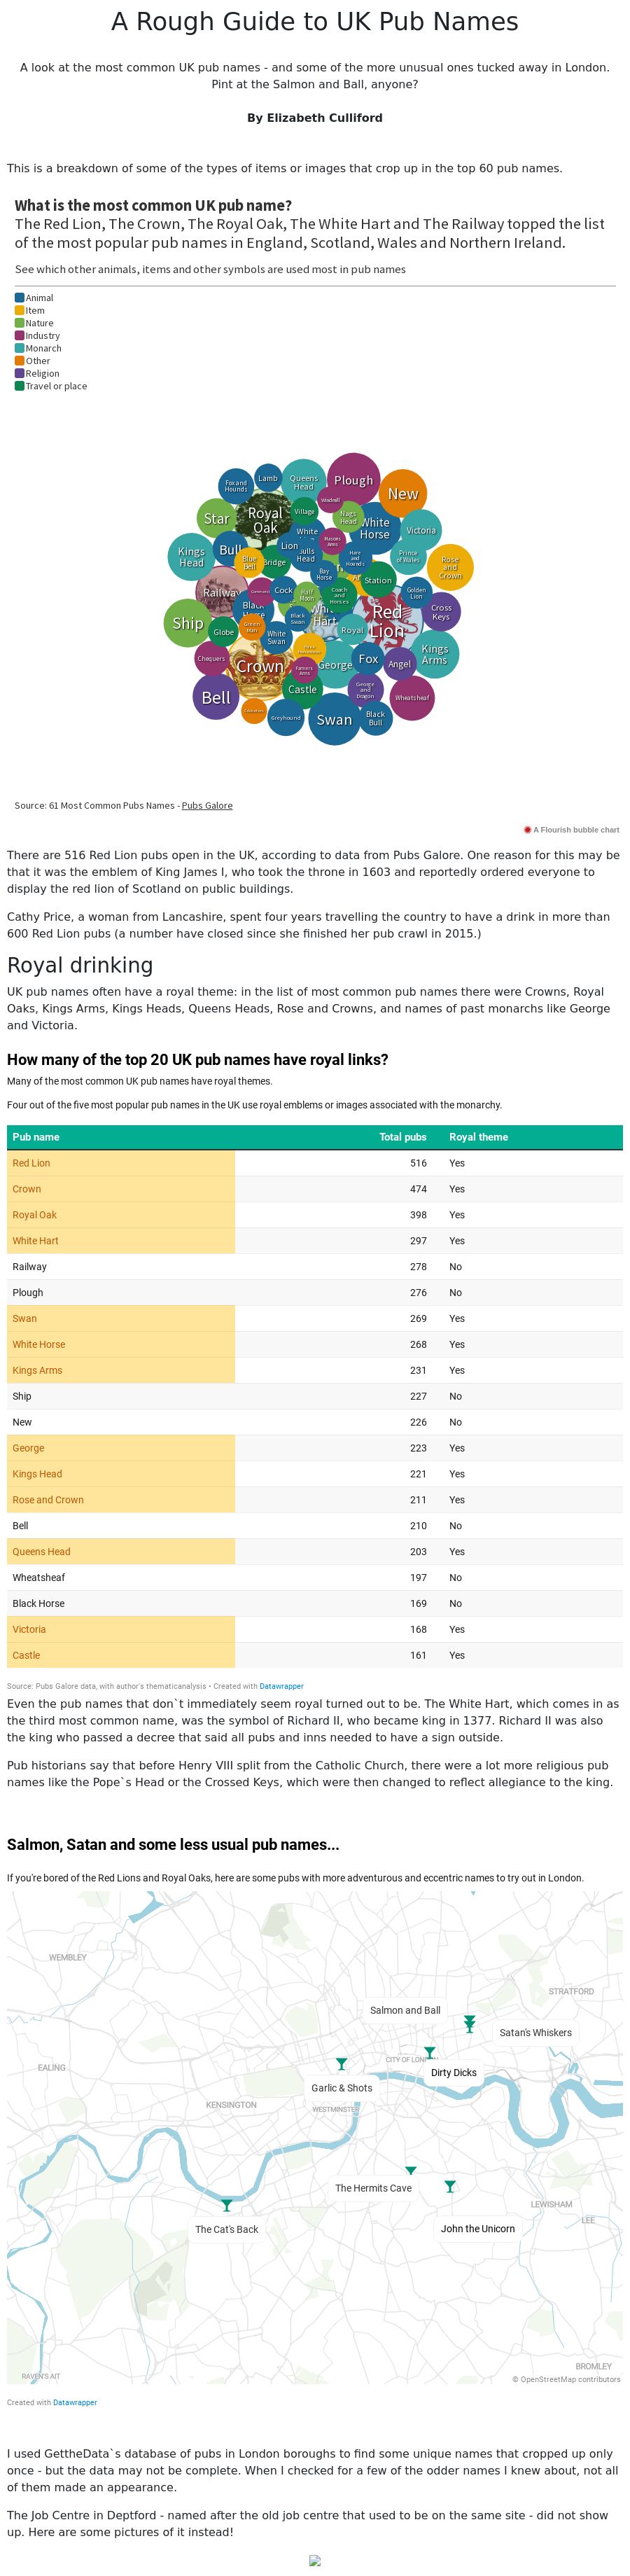 A Rough Guide to UK Pub Names
A look at the most common UK pub names - and some of the more unusual ones tucked away in London.
Pint at the Salmon and Ball, anyone?
By Elizabeth Culliford
This is a breakdown of some of the types of items or images that crop up in the top 60 pub names.
What is the most common UK pub name?
The Red Lion, The Crown, The Royal Oak, The White Hart and The Railway topped the list
of the most popular pub names in England, Scotland, Wales and Northern Ireland.
See which other animals, items and other symbols are used most in pub names
Animal
Item
Nature
Industry
Monarch
Other
Religion
Travel or place
Fox and
Hounds
Lamb
Queens
Head
Plough
New
Star
Royal
Oak
Village
Nags
Head
White
Horse
Victoria
Kings
Head
Bull
Blue
Bell
Bridge
Lion
White
Masons
Arms
Hare
and
Hounds
Prince
of Wales
Rose
and
Crown
Railway
Cock
Bay
Horse
Half
Moon
Coach
and
Horses
Station
Golden
Lion
Cross
Keys
Ship
Globe
Green
Man
Black
Horse
Black
Swan
White
Hart
Royal
Red
Lion
Kings
Arms
Chequers
White
Swan
Crown
Farmers
Arms
George
Fox
Angel
Bell
Castle
George
and
Dragon
Wheatsheaf
Greyhound
Swan
Black
Bull
Source: 61 Most Common Pubs Names - Pubs Galore
A Flourish bubble chart
There are 516 Red Lion pubs open in the UK, according to data from Pubs Galore. One reason for this may be
that it was the emblem of King James I, who took the throne in 1603 and reportedly ordered everyone to
display the red lion of Scotland on public buildings.
Cathy Price, a woman from Lancashire, spent four years travelling the country to have a drink in more than
600 Red Lion pubs (a number have closed since she finished her pub crawl in 2015.)
Royal drinking
UK pub names often have a royal theme: in the list of most common pub names there were Crowns, Royal
Oaks, Kings Arms, Kings Heads, Queens Heads, Rose and Crowns, and names of past monarchs like George
and Victoria.
How many of the top 20 UK pub names have royal links?
Many of the most common UK pub names have royal themes.
Four out of the five most popular pub names in the UK use royal emblems or images associated with the monarchy.
Pub name Total pubs Royal theme
Red Lion 516 Yes
Crown 474 Yes
Royal Oak 398 Yes
White Hart 297 Yes
Railway 278 No
Plough 276 No
Swan 269 Yes
White Horse 268 Yes
Kings Arms 231 Yes
Ship 227 No
New 226 No
George 223 Yes
Kings Head 221 Yes
Rose and Crown 211 Yes
Bell 210 No
Queens Head 203 Yes
Wheatsheaf 197 No
Black Horse 169 No
Victoria 168 Yes
Castle 161 Yes
Source: Pubs Galore data, with author's thematicanalysis • Created with Datawrapper
Even the pub names that don`t immediately seem royal turned out to be. The White Hart, which comes in as
the third most common name, was the symbol of Richard II, who became king in 1377. Richard II was also
the king who passed a decree that said all pubs and inns needed to have a sign outside.
Pub historians say that before Henry VIII split from the Catholic Church, there were a lot more religious pub
names like the Pope`s Head or the Crossed Keys, which were then changed to reflect allegiance to the king.
Salmon, Satan and some less usual pub names...
If you're bored of the Red Lions and Royal Oaks, here are some pubs with more adventurous and eccentric names to try out in London.
WEMBLEY
STRATFORD
Salmon and Ball
Satan's Whiskers
CITY OF LONDON
EALING
Dirty Dicks
Garlic & Shots
KENSINGTON
WESTMINSTER
The Hermits Cave
LEWISHAM
LEE
The Cat's Back
John the Unicorn
BROMLEY
RAVEN'S AIT
© OpenStreetMap contributors
Created with Datawrapper
I used GettheData`s database of pubs in London boroughs to find some unique names that cropped up only
once - but the data may not be complete. When I checked for a few of the odder names I knew about, not all
of them made an appearance.
The Job Centre in Deptford - named after the old job centre that used to be on the same site - did not show
up. Here are some pictures of it instead!